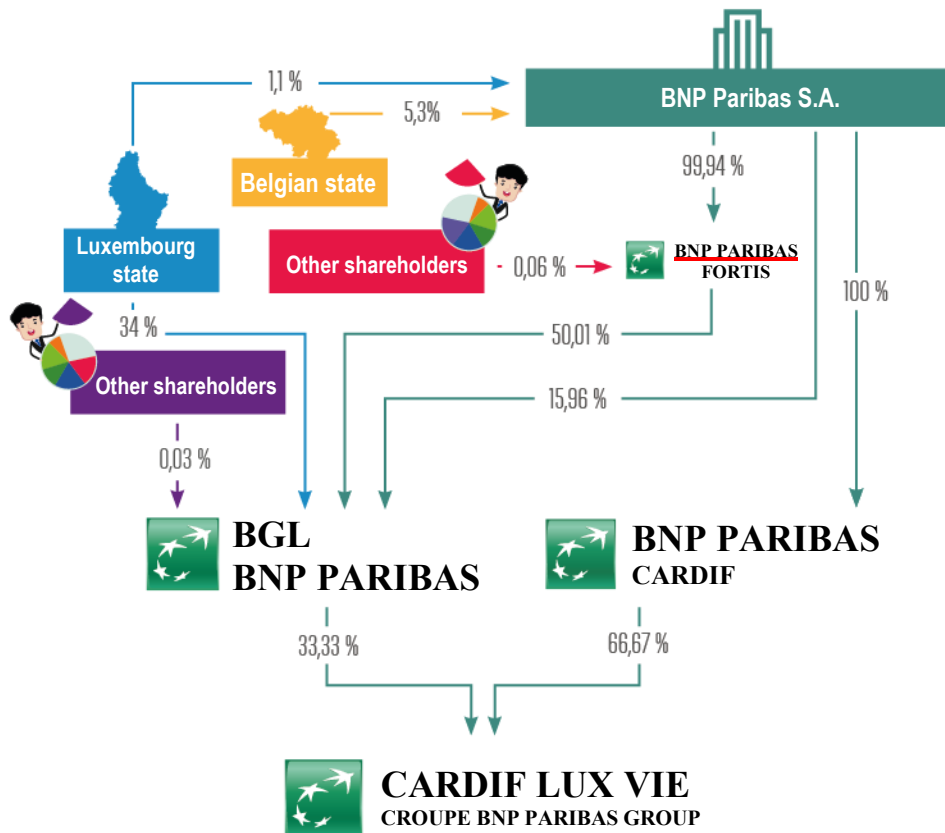 1,1 %
BNP Paribas S.A.
5,3%
99,94 %
Belgian state
Luxembourg
state
Other shareholders
0,06 %
BNP PARIBAS
FORTIS
100 %
34 %
50,01 %
Other shareholders
15,96 %
0,03 %
BGL
BNP PARIBAS
BNP PARIBAS
CARDIF
33,33 %
66,67 %
CARDIF LUX VIE
CROUPE BNP PARIBAS GROUP